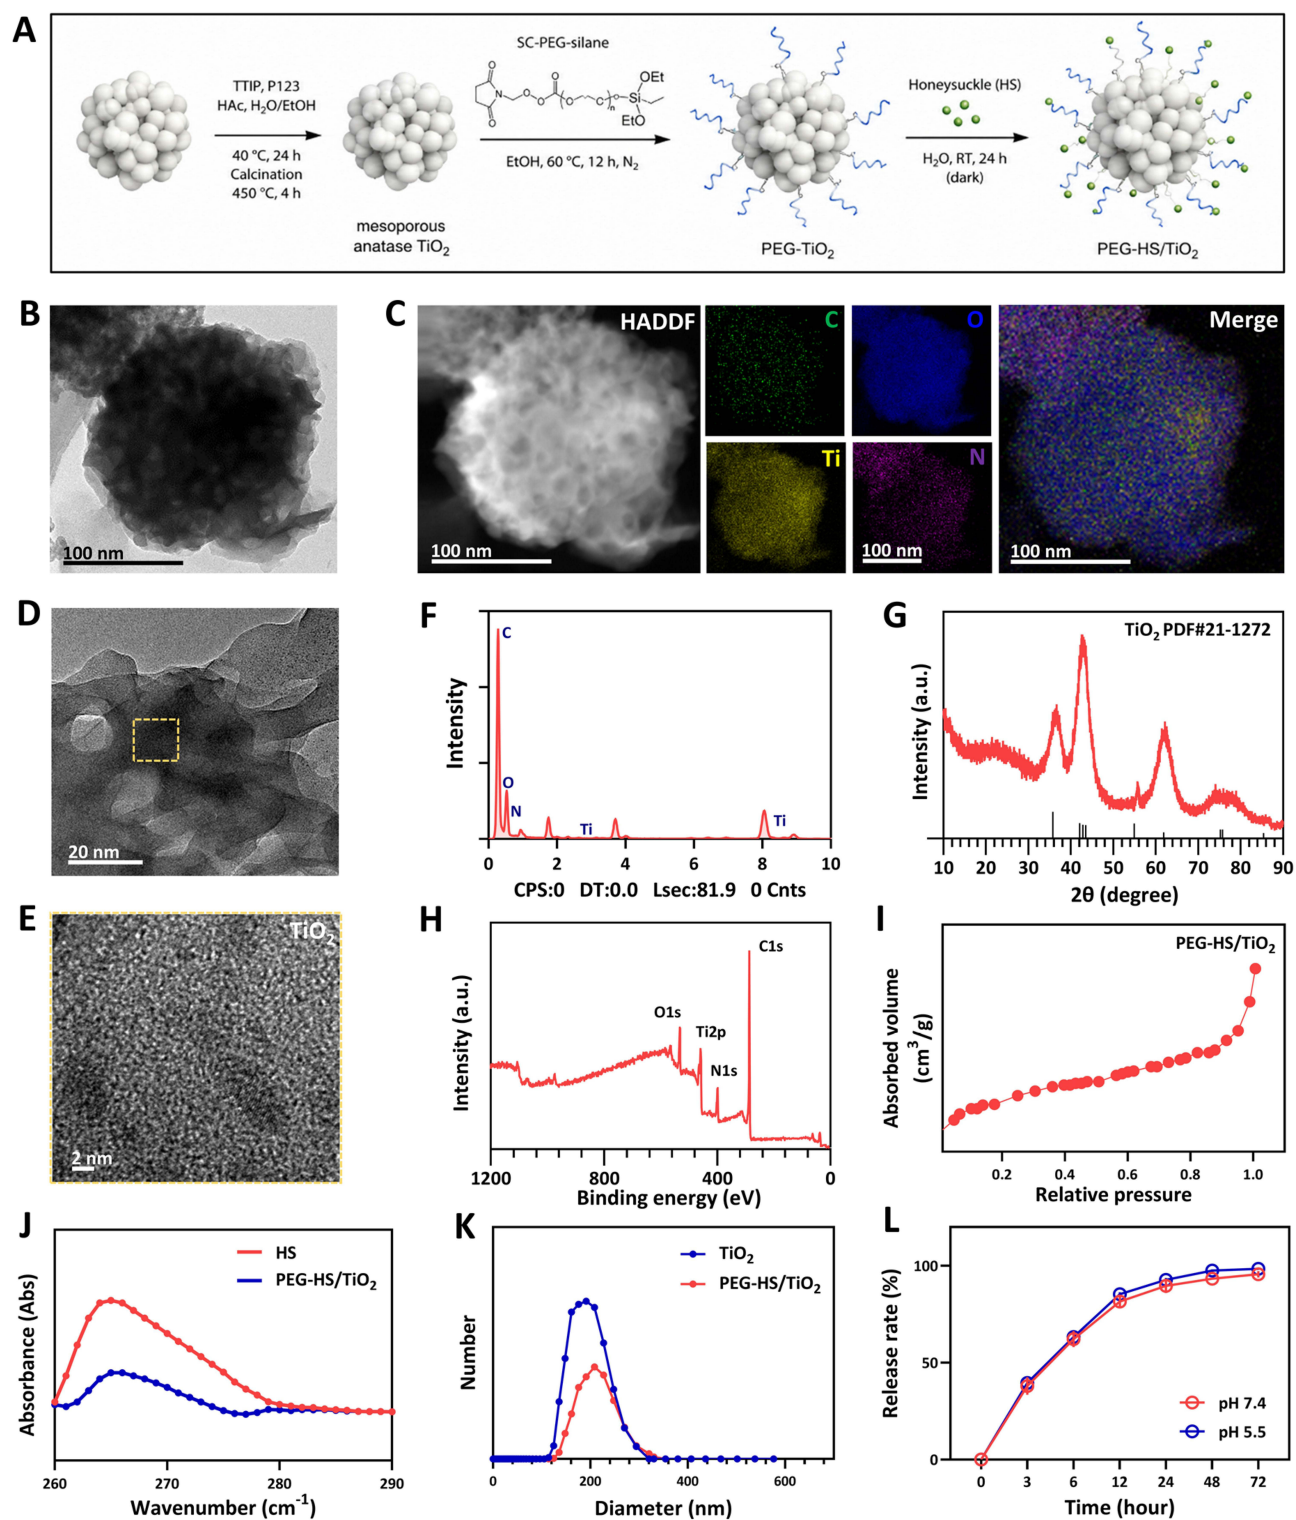 A
TTIP, P123
HAc, H₂O/EtOH
40 °C, 24 h
Calcination
450 °C, 4 h
mesoporous
anatase TiO₂
SC-PEG-silane
O
N
O
O
O
O
O
n
O
Si
OEt
EtO
EtOH, 60 °C, 12 h, N₂
PEG-TiO₂
Honeysuckle (HS)
H₂O, RT, 24 h
(dark)
PEG-HS/TiO₂
B
100 nm
C
HADDF
100 nm
C
O
Ti
N
100 nm
Merge
100 nm
D
20 nm
E
TiO₂
2 nm
F
Intensity
C
O
N
Ti
Ti
0 2 4 6 8 10
CPS:0 DT:0.0 Lsec:81.9 0 Cnts
G
TiO₂ PDF#21-1272
Intensity (a.u.)
10 20 30 40 50 60 70 80 90
2θ (degree)
H
Intensity (a.u.)
O1s
Ti2p
N1s
C1s
1200 800 400 0
Binding energy (eV)
I
PEG-HS/TiO₂
Absorbed volume
(cm³/g)
0.2 0.4 0.6 0.8 1.0
Relative pressure
J
HS
PEG-HS/TiO₂
Absorbance (Abs)
260 270 280 290
Wavenumber (cm⁻¹)
K
TiO₂
PEG-HS/TiO₂
Number
0 200 400 600
Diameter (nm)
L
Release rate (%)
100
50
0
pH 7.4
pH 5.5
0 3 6 12 24 48 72
Time (hour)